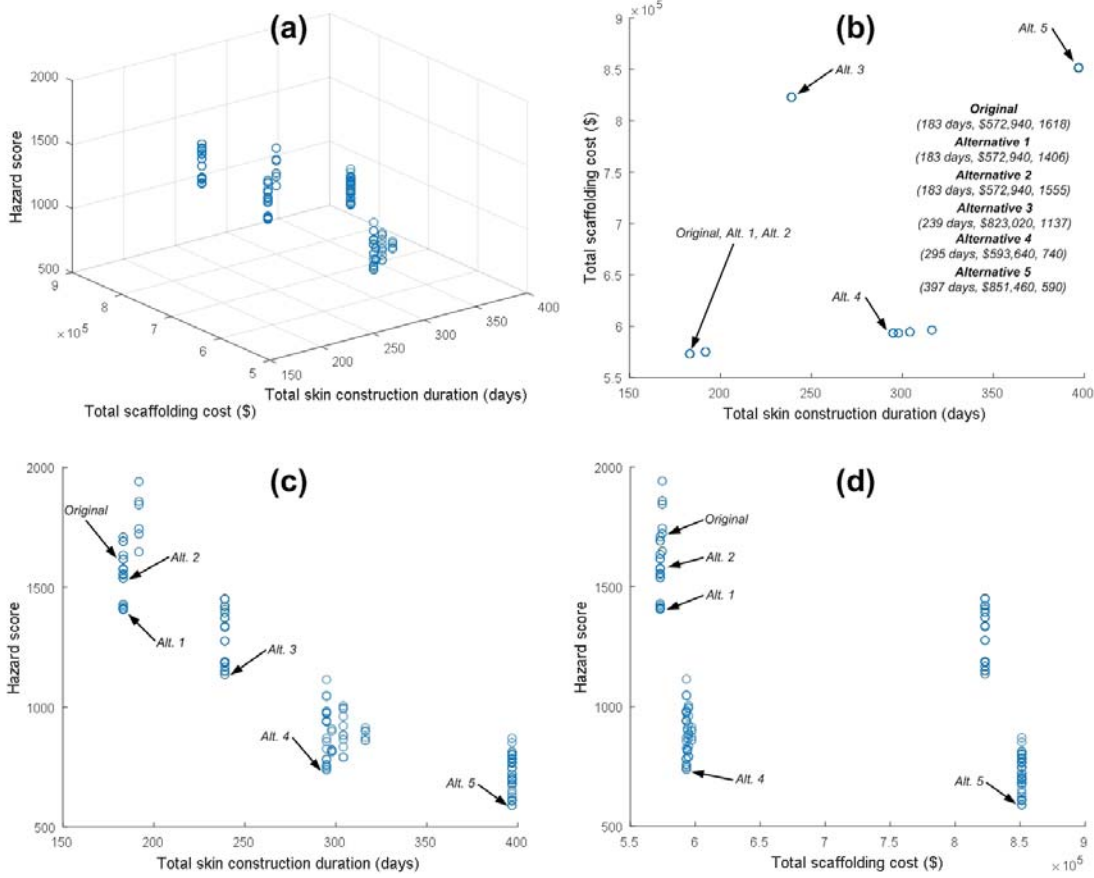 (a)
2000
1500
1000
500
Hazard score
9
8
7
6
5
×10⁵
150
200
250
300
350
400
Total scaffolding cost ($)
Total skin construction duration (days)
(b)
9 ×10⁵
8.5
8
7.5
7
6.5
6
5.5
Total scaffolding cost ($)
Alt. 5
Alt. 3
Original
(183 days, $572,940, 1618)
Alternative 1
(183 days, $572,940, 1406)
Alternative 2
(183 days, $572,940, 1555)
Alternative 3
(239 days, $823,020, 1137)
Alternative 4
(295 days, $593,640, 740)
Alternative 5
(397 days, $851,460, 590)
Original, Alt. 1, Alt. 2
Alt. 4
150 200 250 300 350 400
Total skin construction duration (days)
(c)
2000
1500
1000
500
Hazard score
Original
Alt. 2
Alt. 1
Alt. 3
Alt. 4
Alt. 5
150 200 250 300 350 400
Total skin construction duration (days)
(d)
2000
1500
1000
500
Hazard score
Original
Alt. 2
Alt. 1
Alt. 4
Alt. 5
5.5 6 6.5 7 7.5 8 8.5 9
Total scaffolding cost ($)
×10⁵